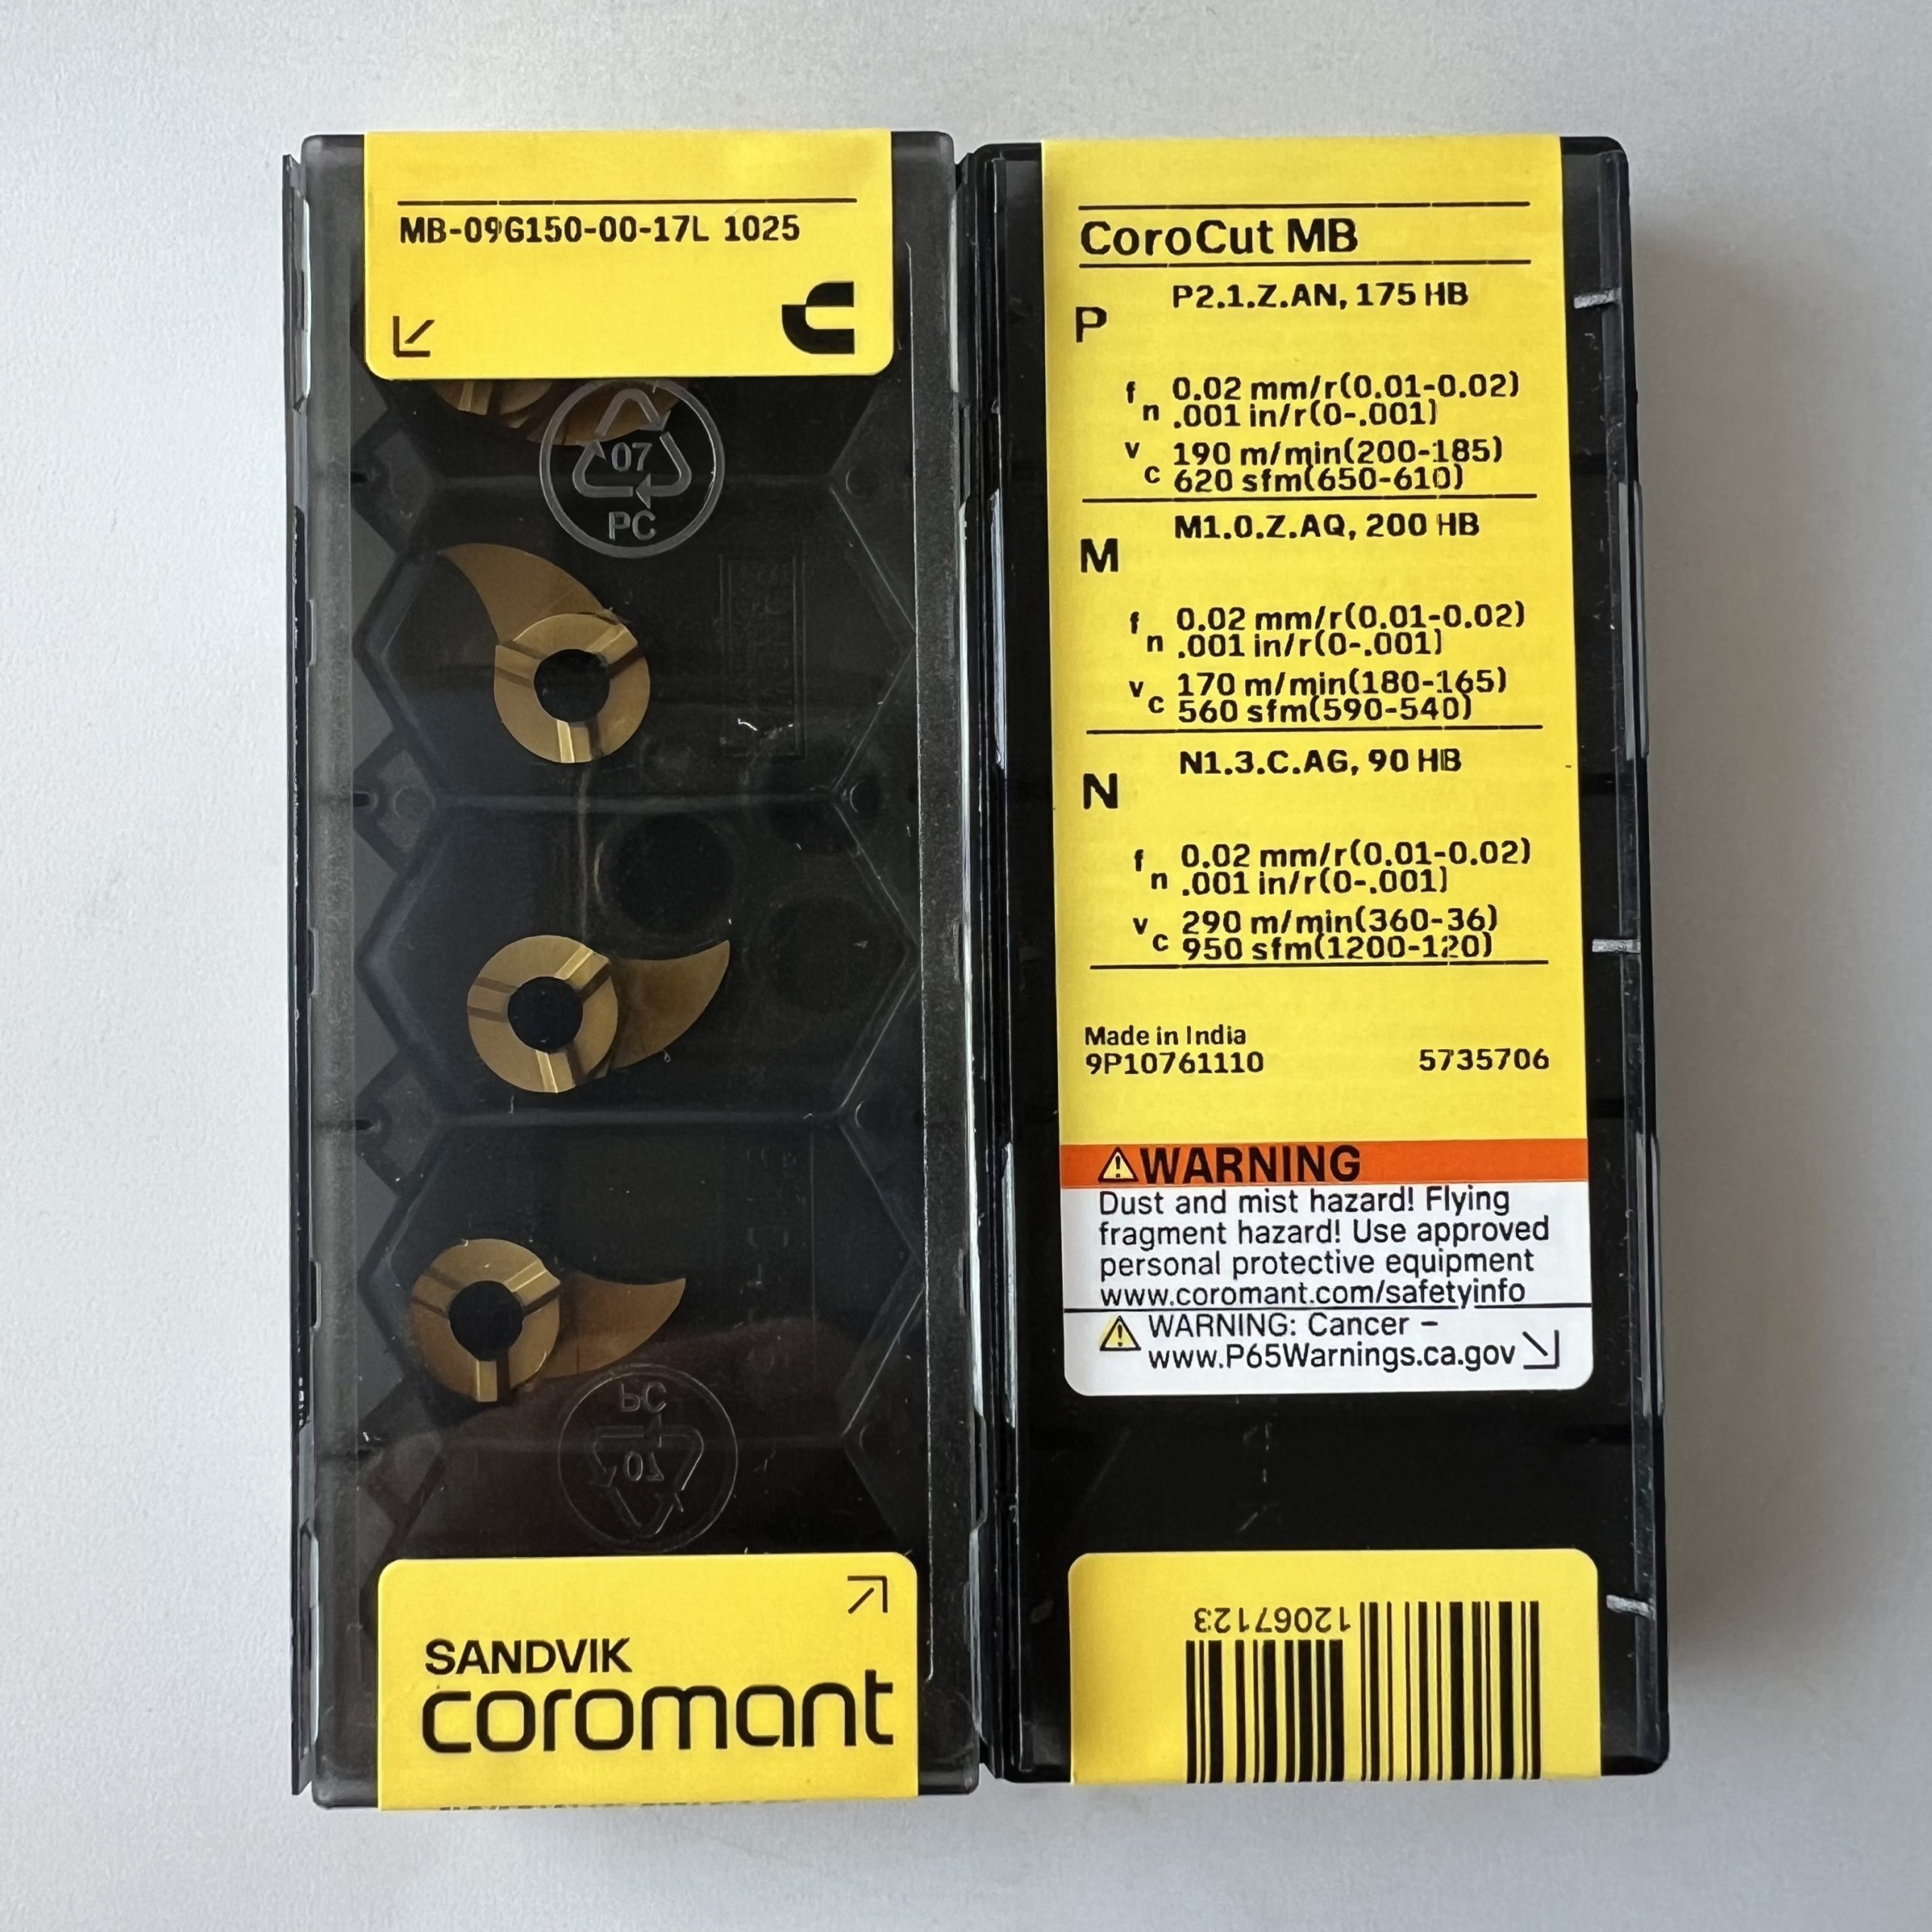 MB-09G150-00-17L 1025
07
PC
PC
07
SANDVIK
coromant
CoroCut MB
P
P2.1.Z.AN, 175 HB
fn 0.02 mm/r(0.01-0.02)
.001 in/r(0-.001)
vc 190 m/min(200-185)
620 sfm(650-610)
M
M1.0.Z.AQ, 200 HB
fn 0.02 mm/r(0.01-0.02)
.001 in/r(0-.001)
vc 170 m/min(180-165)
560 sfm(590-540)
N
N1.3.C.AG, 90 HB
fn 0.02 mm/r(0.01-0.02)
.001 in/r(0-.001)
vc 290 m/min(360-36)
950 sfm(1200-120)
Made in India
9P10761110 5735706
WARNING
Dust and mist hazard! Flying
fragment hazard! Use approved
personal protective equipment
www.coromant.com/safetyinfo
WARNING: Cancer –
www.P65Warnings.ca.gov
12067123